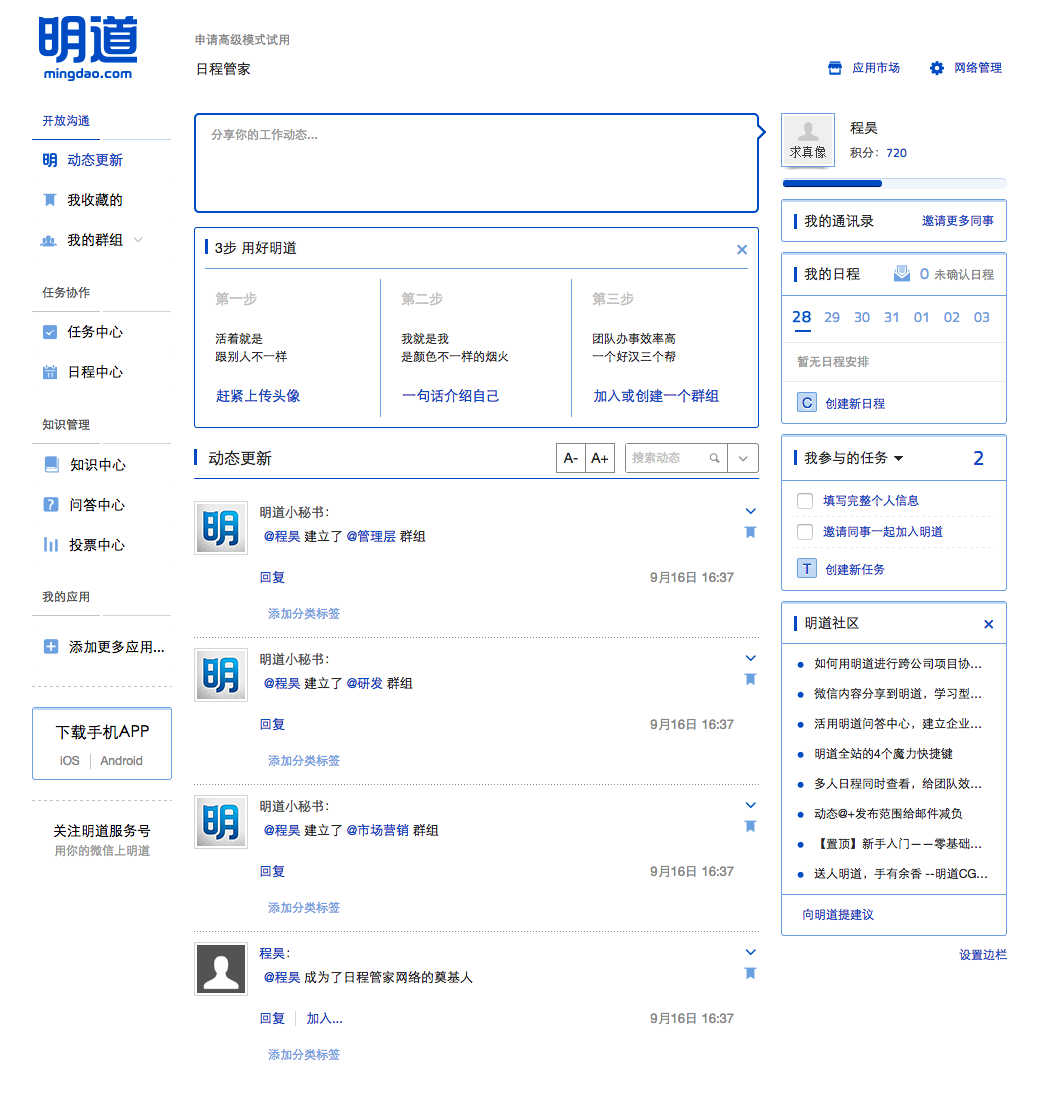 明道
mingdao.com
申请高级模式试用
日程管家
应用市场
网络管理
开放沟通
明 动态更新
我收藏的
我的群组
任务协作
任务中心
11 日程中心
知识管理
知识中心
? 问答中心
投票中心
我的应用
添加更多应用...
下载手机APP
iOS | Android
关注明道服务号
用你的微信上明道
分享你的工作动态...
3步 用好明道
第一步
活着就是
跟别人不一样
赶紧上传头像
第二步
我就是我
是颜色不一样的烟火
一句话介绍自己
第三步
团队办事效率高
一个好汉三个帮
加入或创建一个群组
动态更新
A- A+
搜索动态
明
明道小秘书：
@程昊 建立了 @管理层 群组
回复
9月16日 16:37
添加分类标签
明
明道小秘书：
@程昊 建立了 @研发 群组
回复
9月16日 16:37
添加分类标签
明
明道小秘书：
@程昊 建立了 @市场营销 群组
回复
9月16日 16:37
添加分类标签
程昊：
@程昊 成为了日程管家网络的奠基人
回复 | 加入...
9月16日 16:37
添加分类标签
求真像
程昊
积分：720
我的通讯录
邀请更多同事
我的日程
0 未确认日程
28 29 30 31 01 02 03
暂无日程安排
C 创建新日程
我参与的任务
2
填写完整个人信息
邀请同事一起加入明道
T 创建新任务
明道社区
如何用明道进行跨公司项目协...
微信内容分享到明道，学习型...
活用明道问答中心，建立企业...
明道全站的4个魔力快捷键
多人日程同时查看，给团队效...
动态@+发布范围给邮件减负
【置顶】新手入门——零基础...
送人明道，手有余香 --明道CG...
向明道提建议
设置边栏